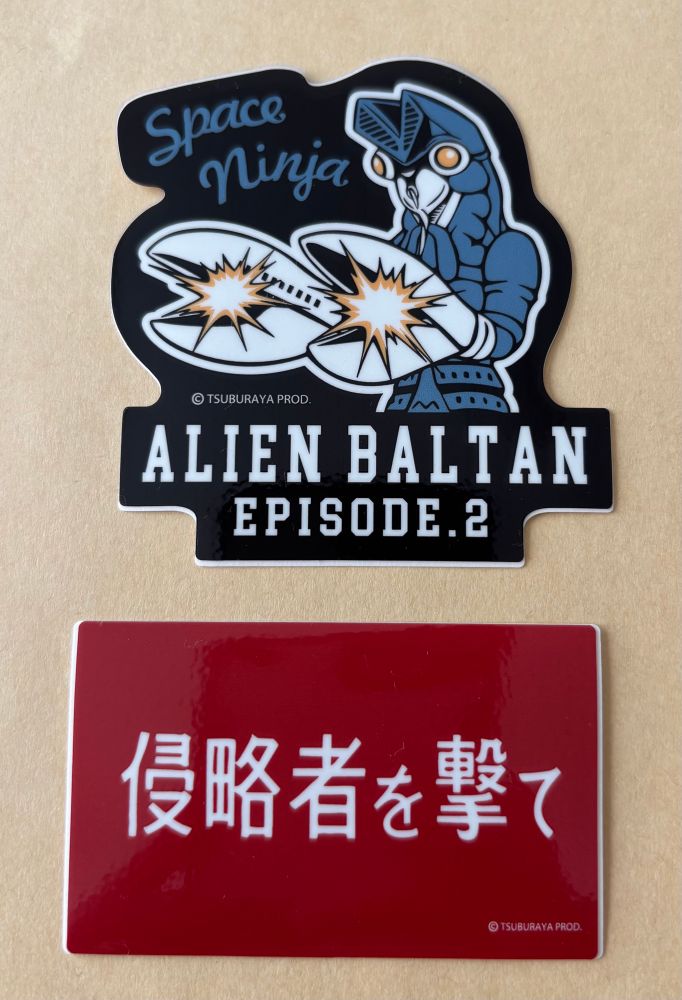 Space
Ninja
© TSUBURAYA PROD.
ALIEN BALTAN
EPISODE.2
侵略者を撃て
© TSUBURAYA PROD.